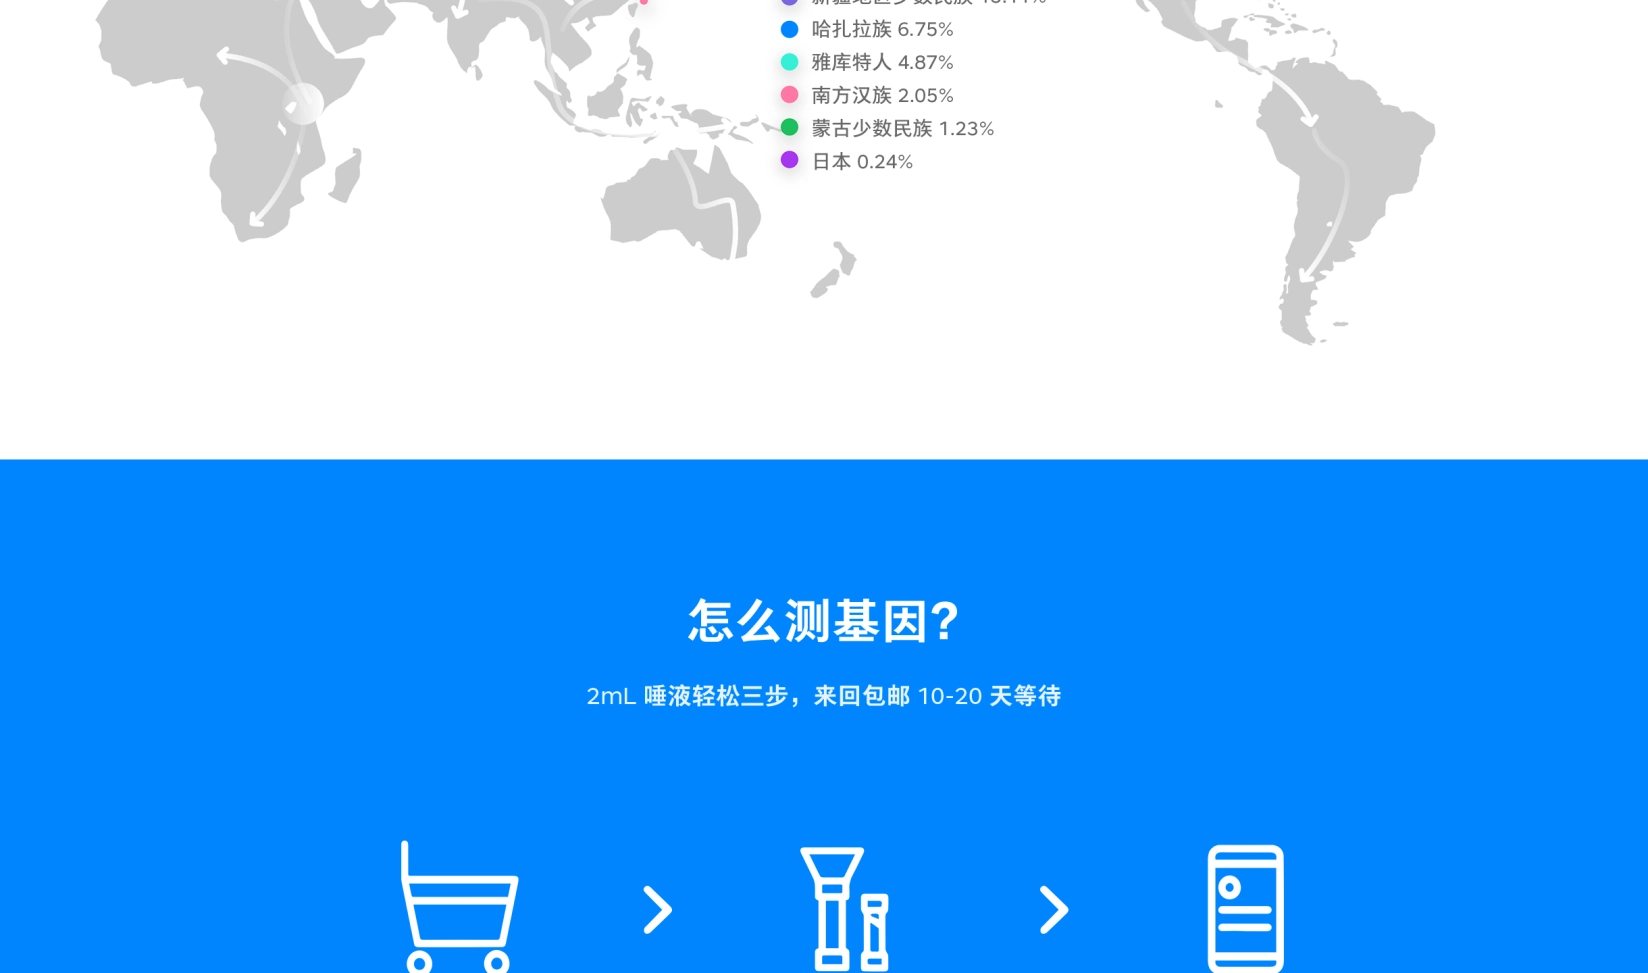 哈扎拉族 6.75%
雅库特人 4.87%
南方汉族 2.05%
蒙古少数民族 1.23%
日本 0.24%
怎么测基因?
2mL 唾液轻松三步，来回包邮 10-20 天等待